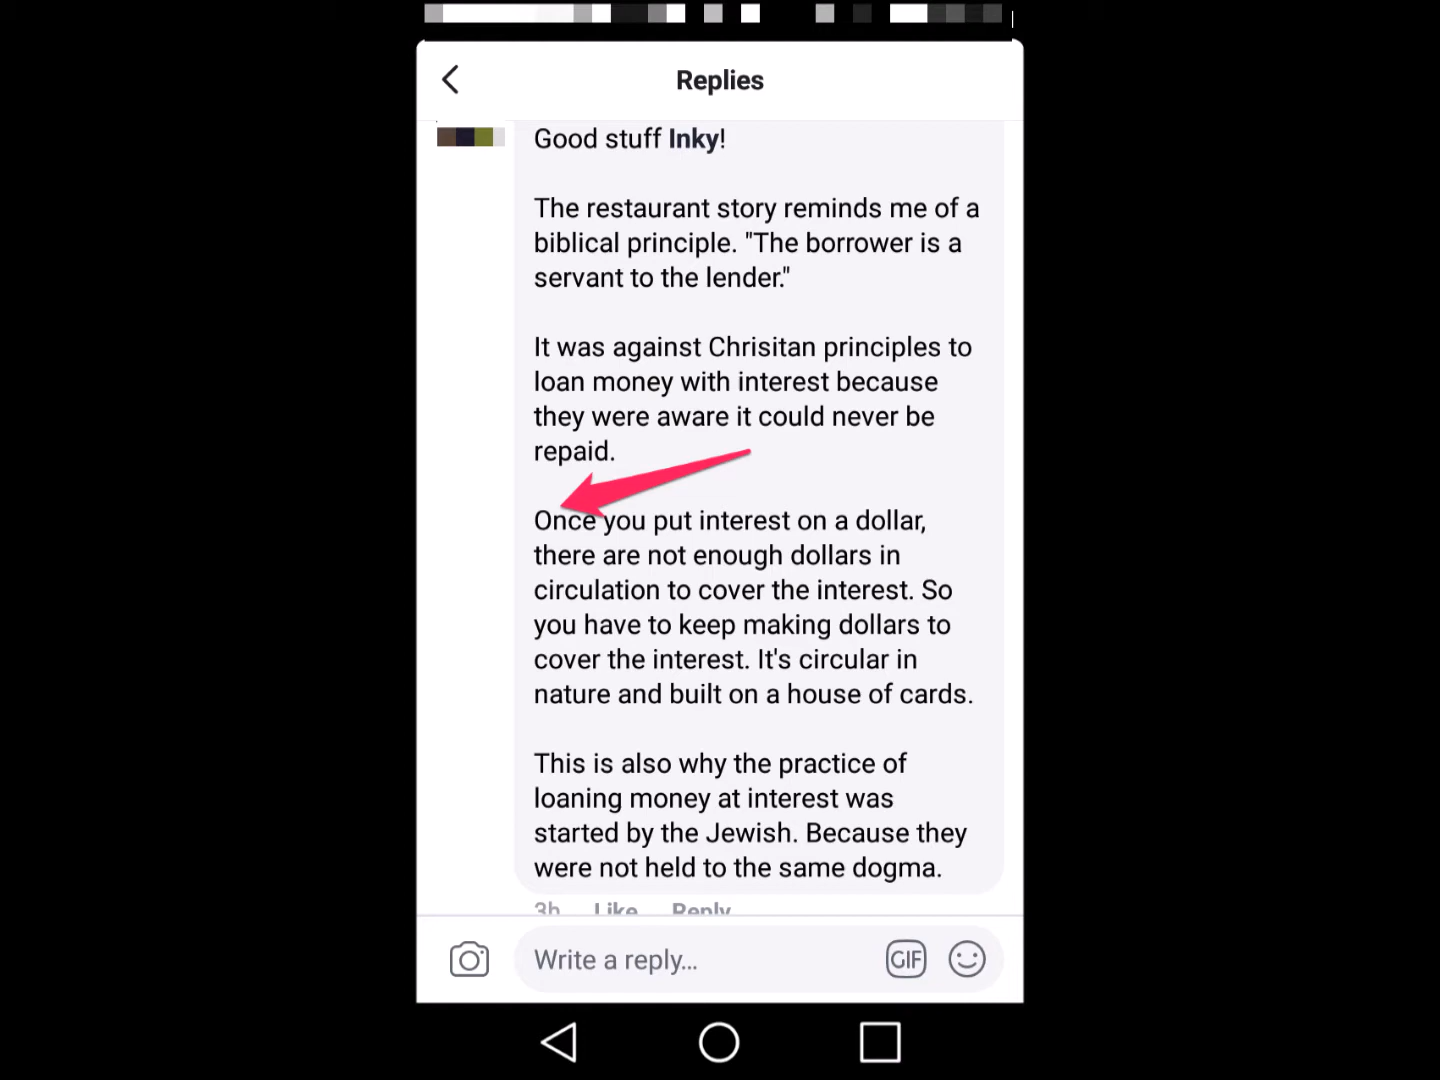 Replies
Good stuff Inky!
The restaurant story reminds me of a
biblical principle. "The borrower is a
servant to the lender."
It was against Chrisitan principles to
loan money with interest because
they were aware it could never be
repaid.
Once you put interest on a dollar,
there are not enough dollars in
circulation to cover the interest. So
you have to keep making dollars to
cover the interest. It's circular in
nature and built on a house of cards.
This is also why the practice of
loaning money at interest was
started by the Jewish. Because they
were not held to the same dogma.
3h Like Reply
Write a reply... GIF